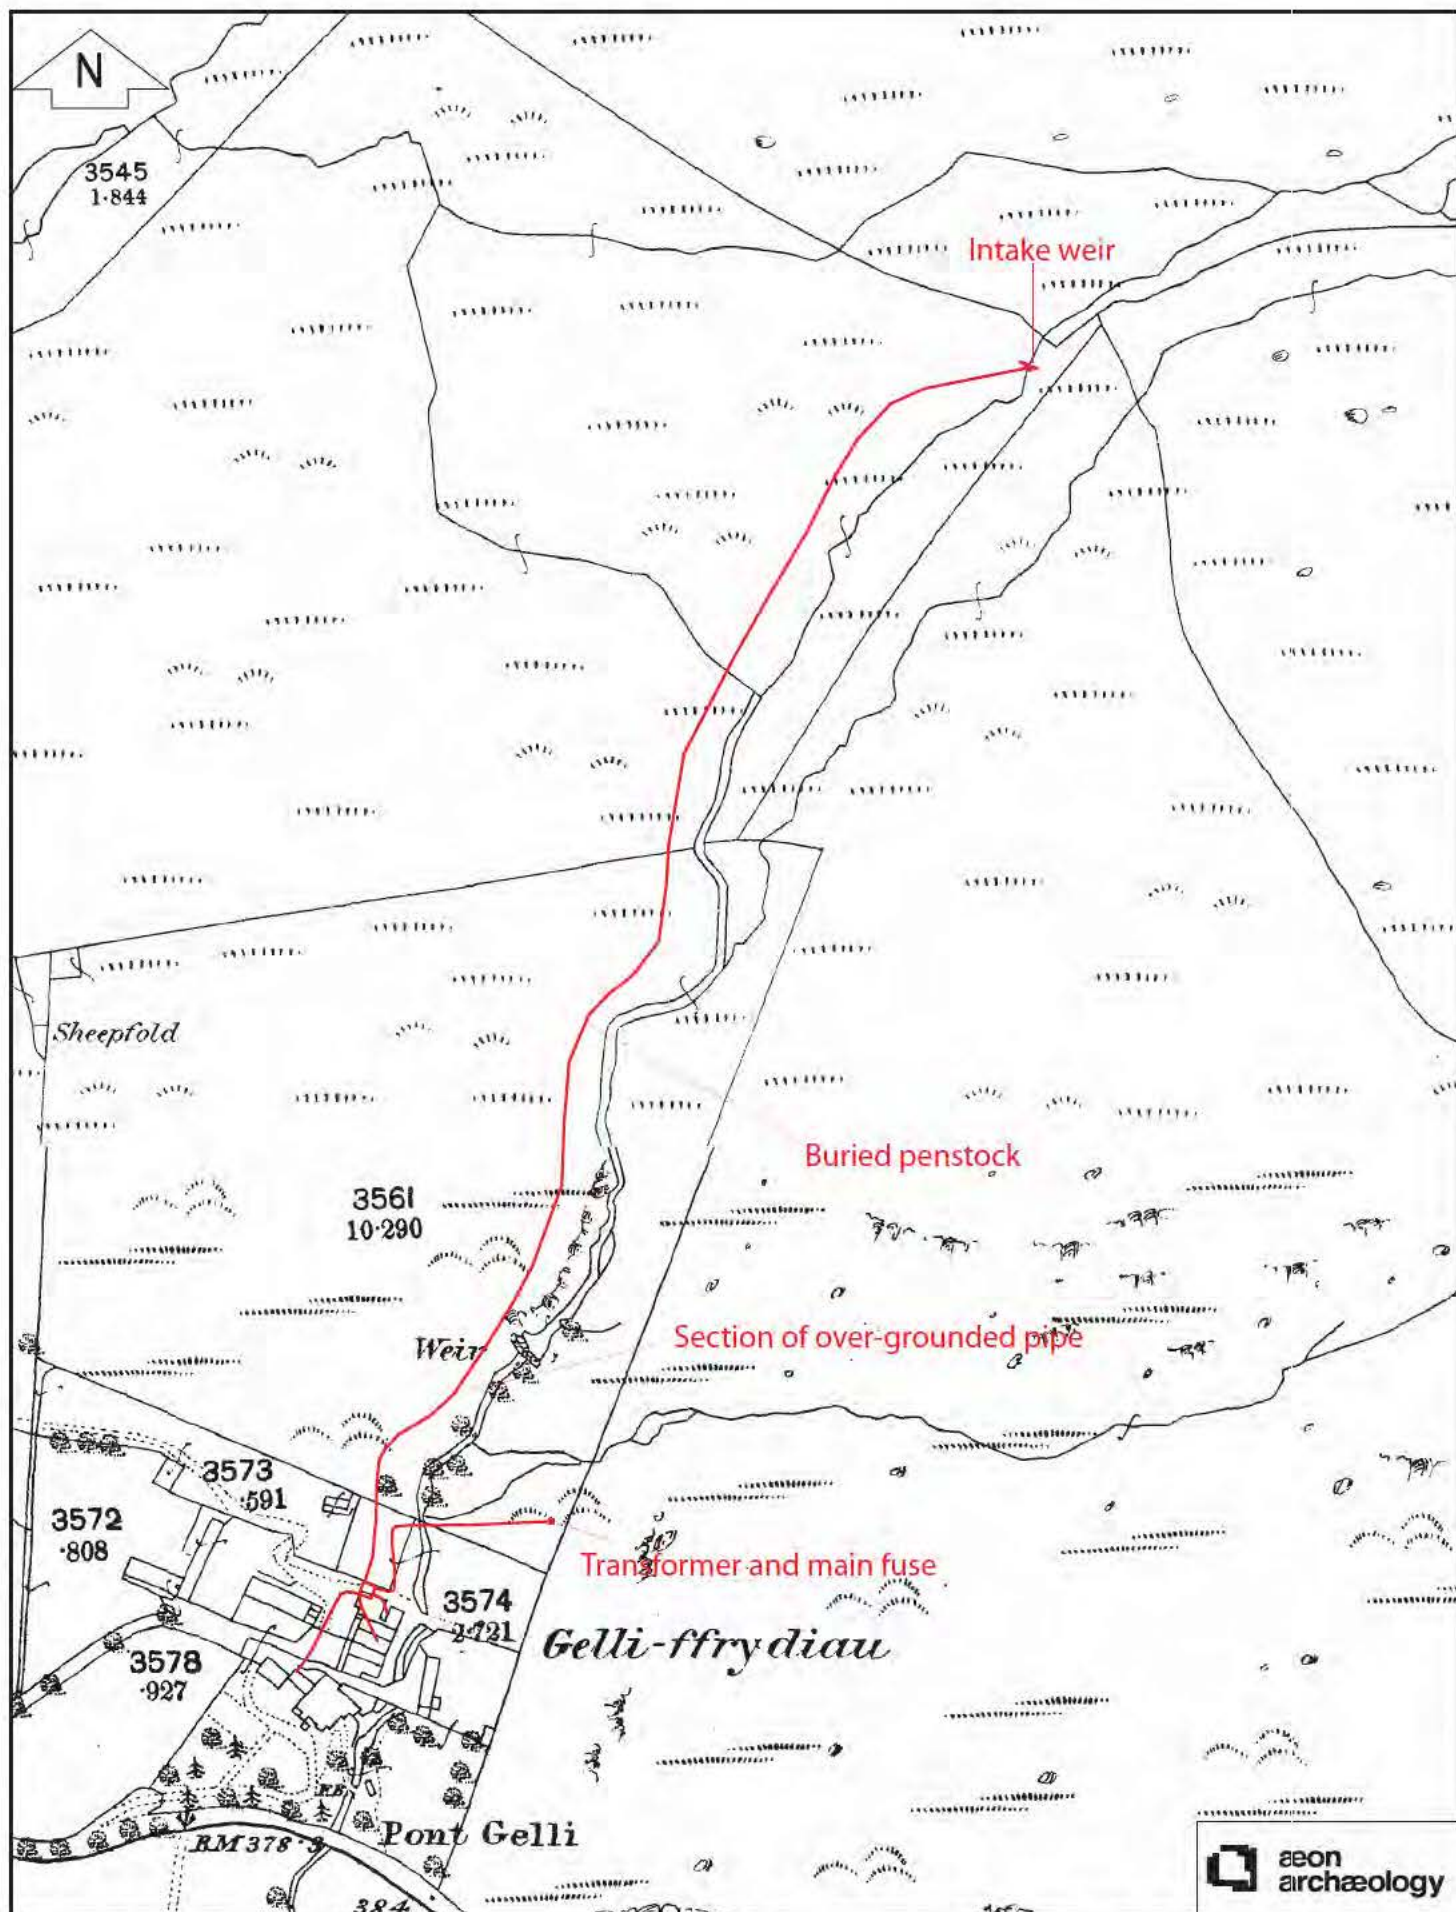 N
3545
1·844
Intake weir
Sheepfold
Buried penstock
3561
10·290
Section of over-grounded pipe
Weir
3573
·591
3572
·808
Transformer and main fuse
3574
2·721
Gelli-ffrydiau
3578
·927
F.B.
Pont Gelli
B.M 378·3
384
aeon
archæology